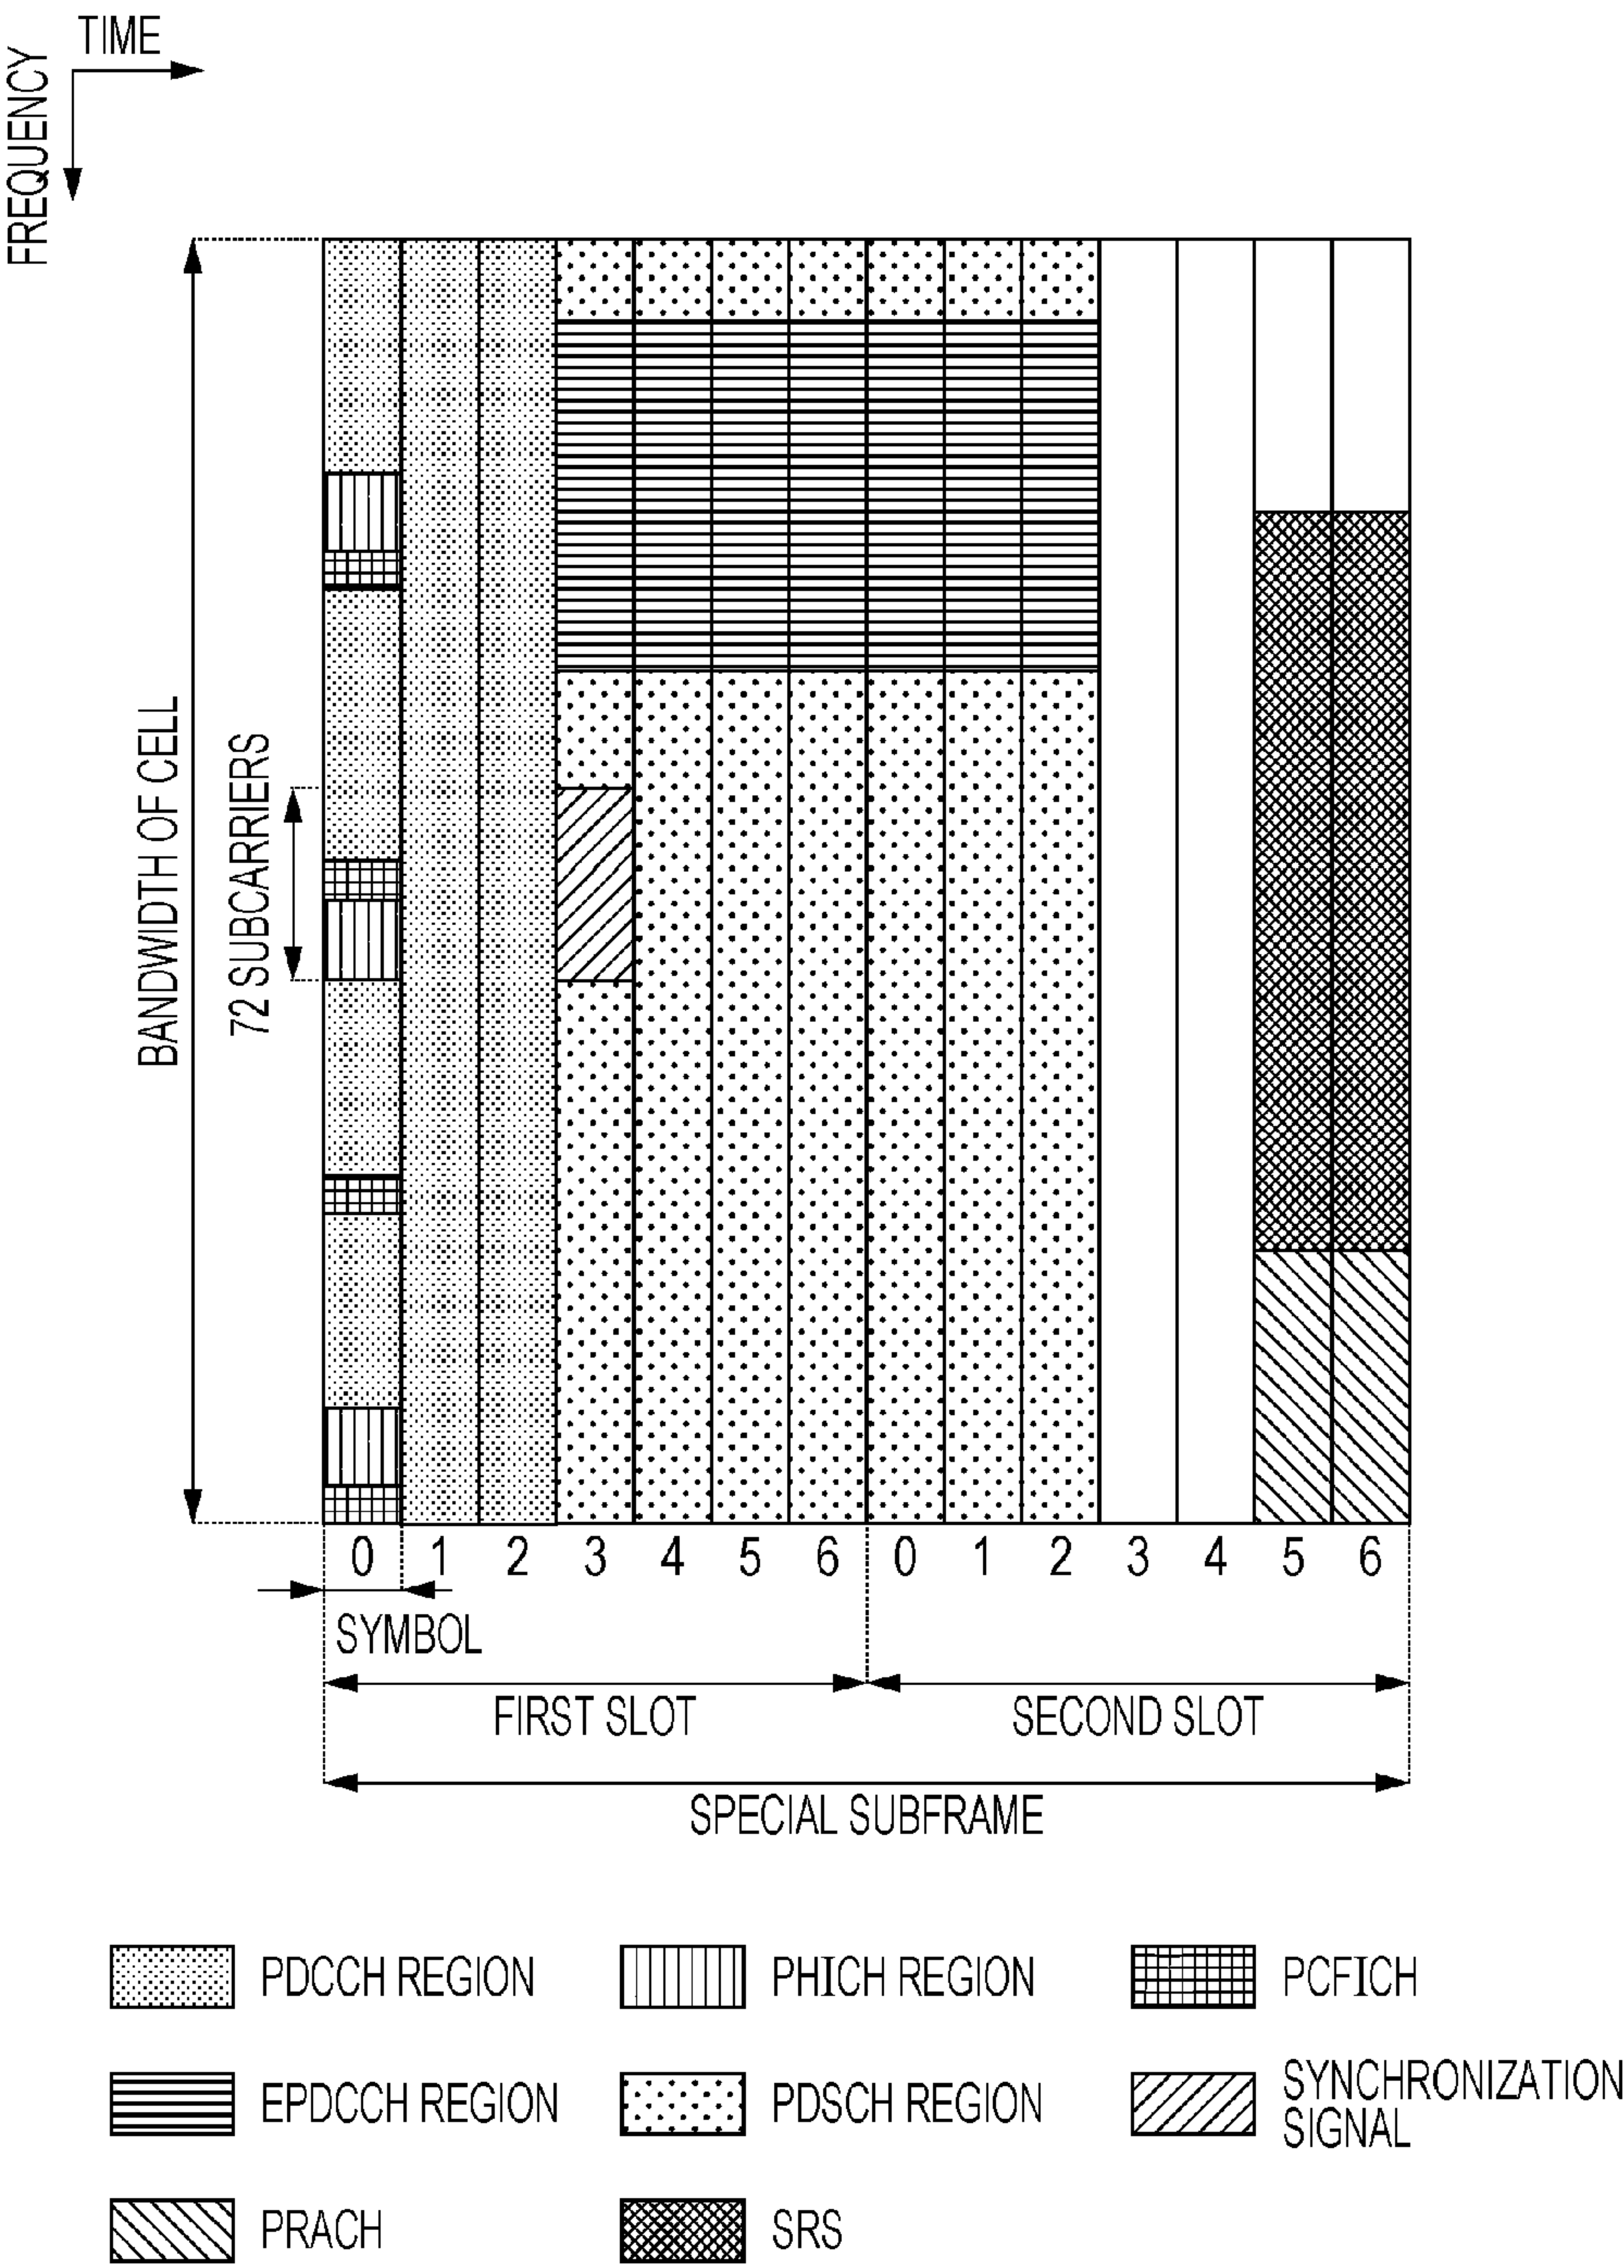 TIME
FREQUENCY
BANDWIDTH OF CELL
72 SUBCARRIERS
0 1 2 3 4 5 6 0 1 2 3 4 5 6
SYMBOL
FIRST SLOT SECOND SLOT
SPECIAL SUBFRAME
PDCCH REGION PHICH REGION PCFICH
EPDCCH REGION PDSCH REGION SYNCHRONIZATION
SIGNAL
PRACH SRS